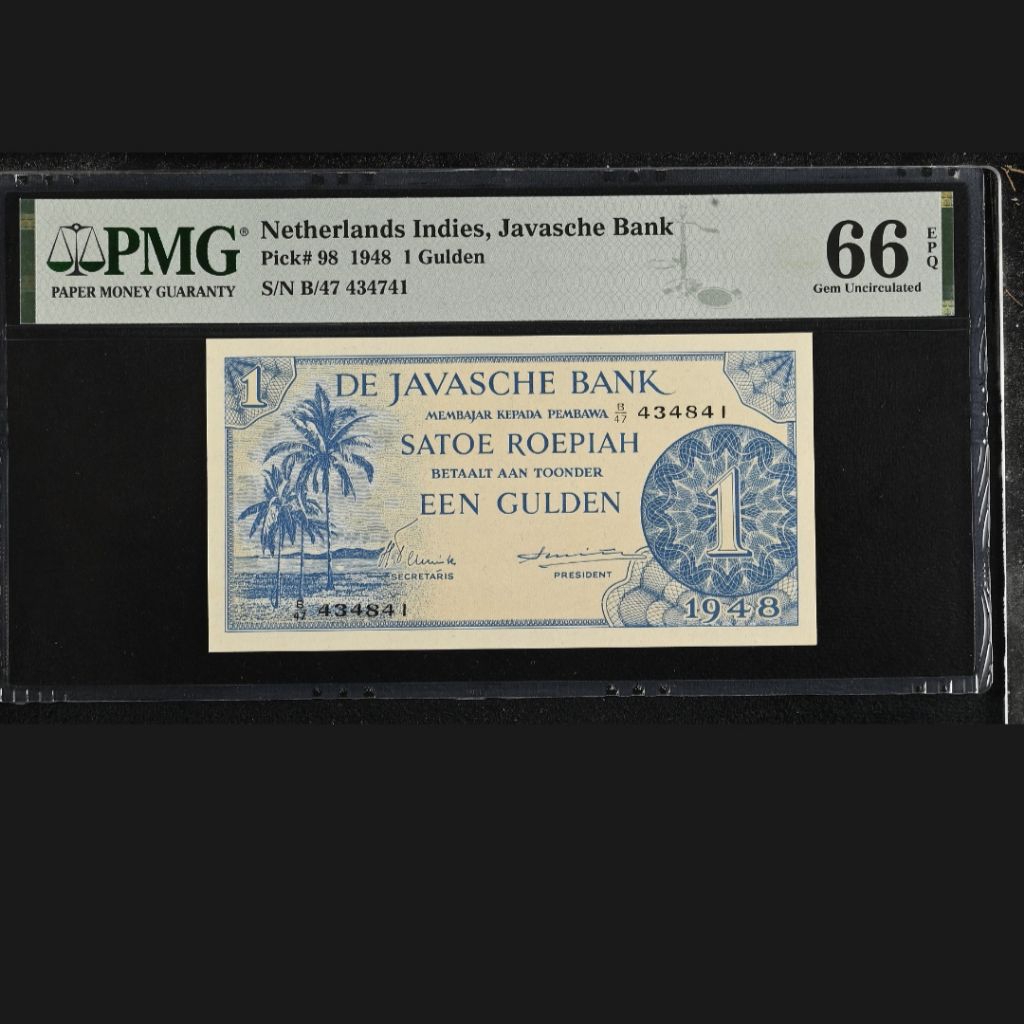 PMG®
PAPER MONEY GUARANTY
Netherlands Indies, Javasche Bank
Pick# 98 1948 1 Gulden
S/N B/47 434741
66 EPQ
Gem Uncirculated
1
DE JAVASCHE BANK
MEMBAJAR KEPADA PEMBAWA B/47 434841
SATOE ROEPIAH
BETAALT AAN TOONDER
EEN GULDEN
1
SECRETARIS
PRESIDENT
B/47 434841
1948